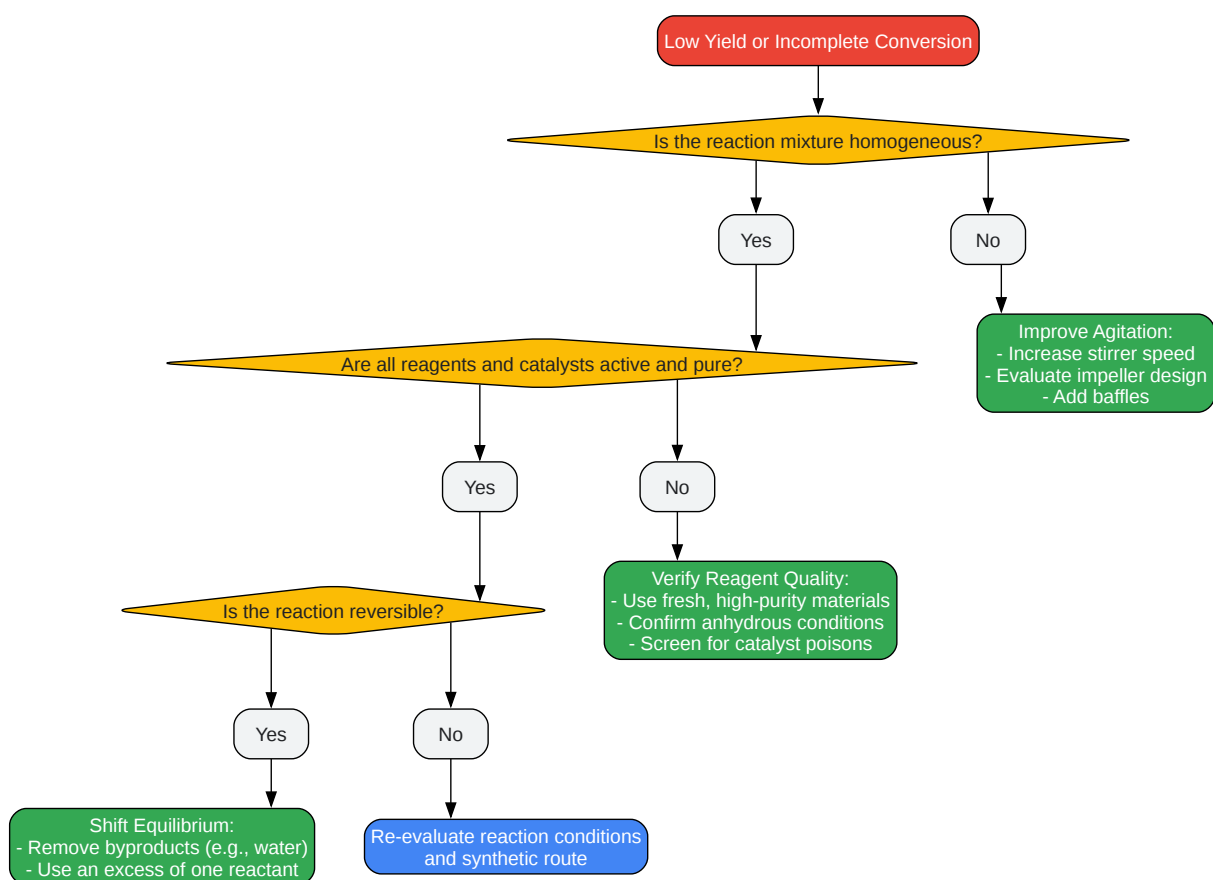 Low Yield or Incomplete Conversion
Is the reaction mixture homogeneous?
Yes
No
Improve Agitation:
- Increase stirrer speed
- Evaluate impeller design
- Add baffles
Are all reagents and catalysts active and pure?
Yes
No
Verify Reagent Quality:
- Use fresh, high-purity materials
- Confirm anhydrous conditions
- Screen for catalyst poisons
Is the reaction reversible?
Yes
No
Shift Equilibrium:
- Remove byproducts (e.g., water)
- Use an excess of one reactant
Re-evaluate reaction conditions
and synthetic route